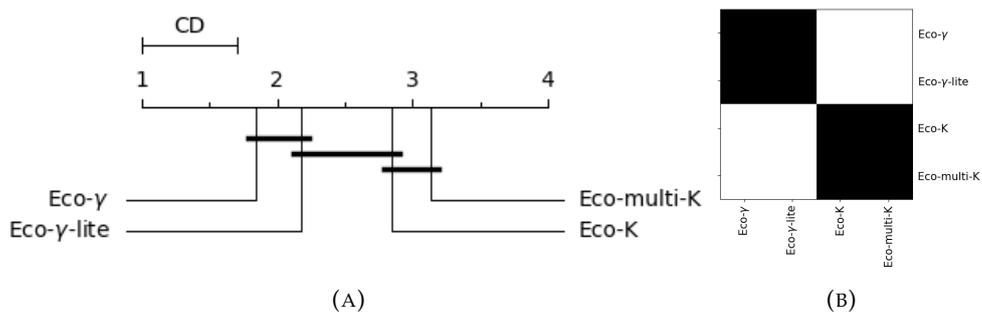 CD
1 2 3 4
Eco-γ
Eco-γ-lite
Eco-multi-K
Eco-K
(A)
Eco-γ
Eco-γ-lite
Eco-K
Eco-multi-K
Eco-γ
Eco-γ-lite
Eco-K
Eco-multi-K
(B)